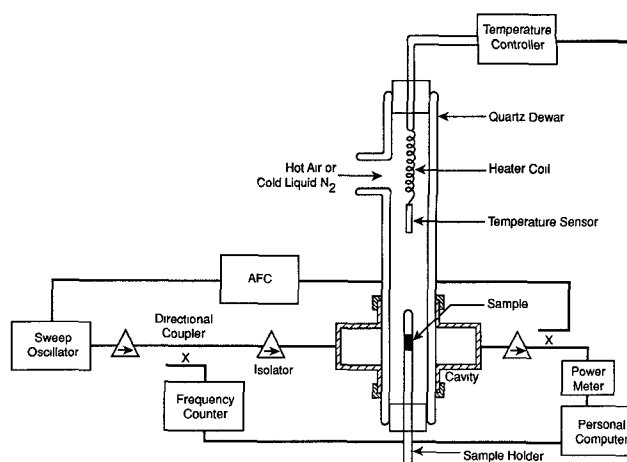 Temperature
Controller
Quartz Dewar
Hot Air or
Cold Liquid N2
Heater Coil
Temperature Sensor
AFC
Sample
Directional
Coupler
Sweep
Oscillator
X
X
Isolator
Cavity
Power
Meter
Frequency
Counter
Personal
Computer
Sample Holder